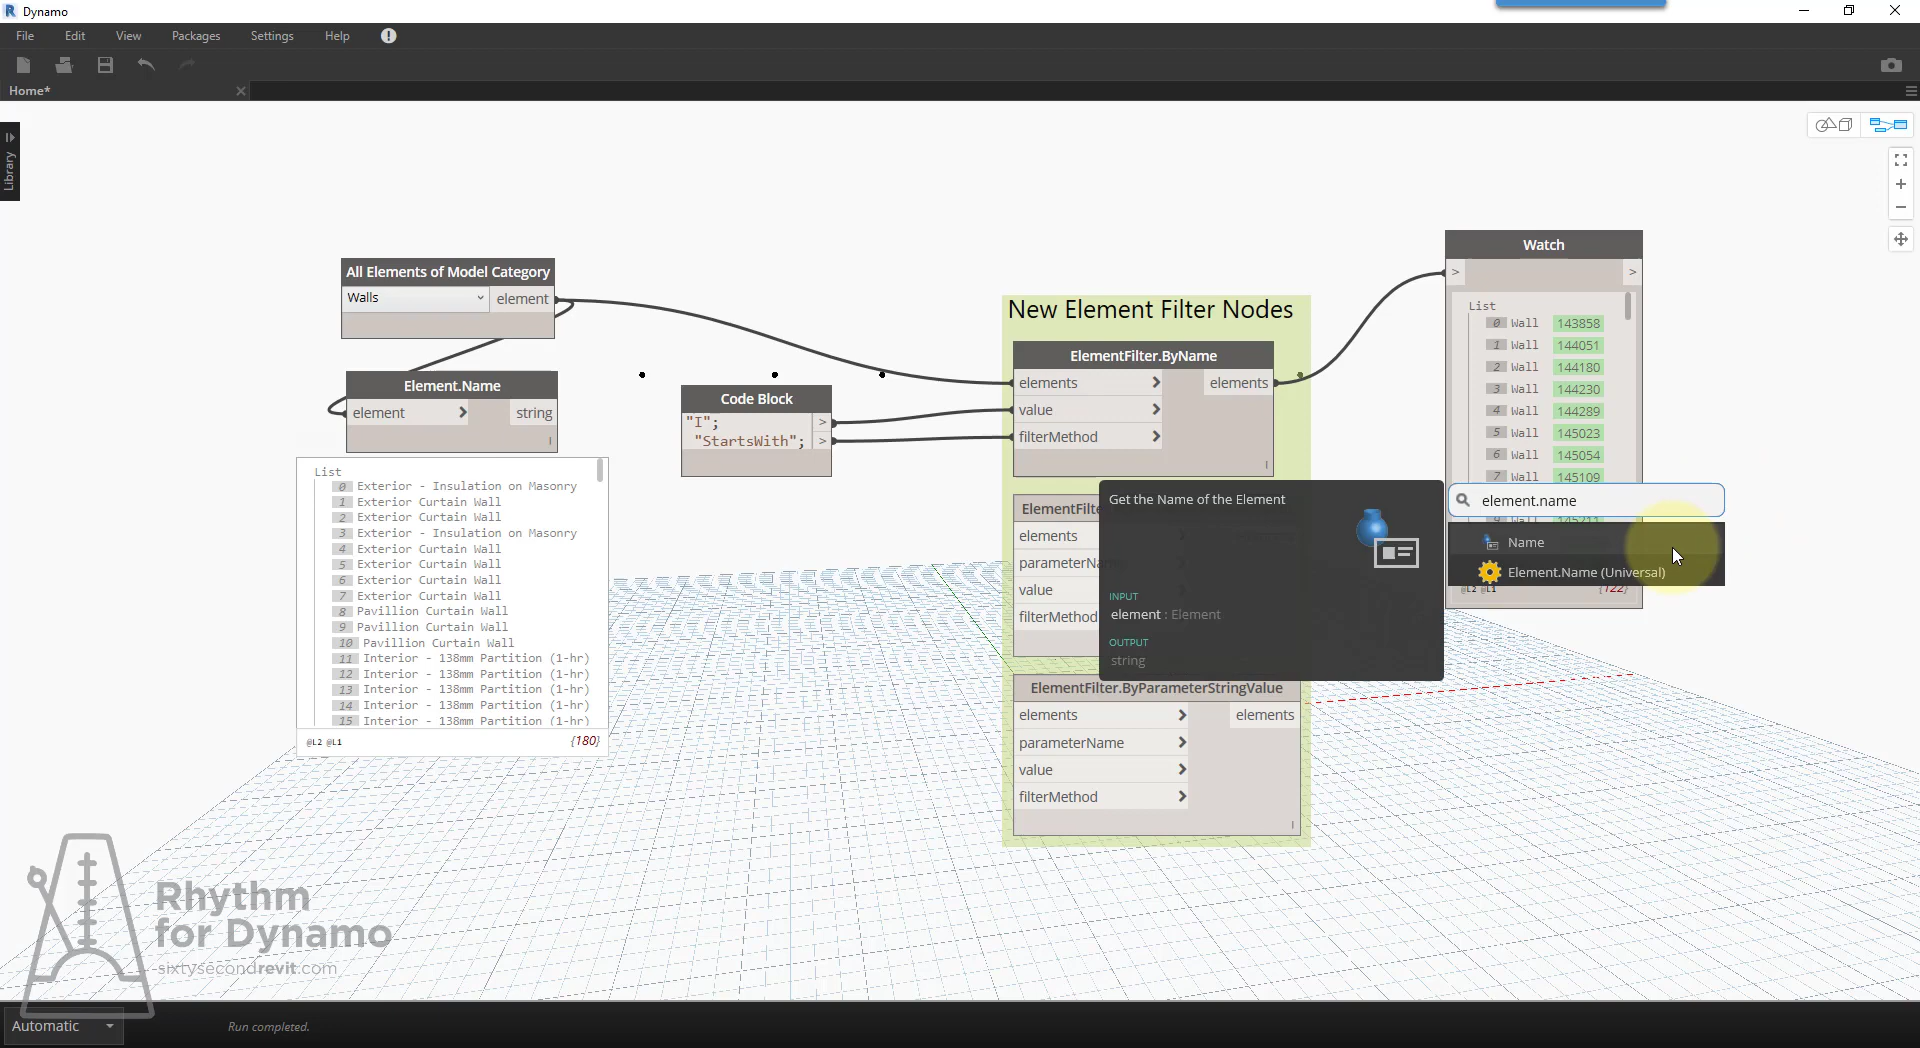 Dynamo
File Edit View Packages Settings Help
Home*
Library
All Elements of Model Category
Walls element
Element.Name
element string
List
0 Exterior - Insulation on Masonry
1 Exterior Curtain Wall
2 Exterior Curtain Wall
3 Exterior - Insulation on Masonry
4 Exterior Curtain Wall
5 Exterior Curtain Wall
6 Exterior Curtain Wall
7 Exterior Curtain Wall
8 Pavillion Curtain Wall
9 Pavillion Curtain Wall
10 Pavillion Curtain Wall
11 Interior - 138mm Partition (1-hr)
12 Interior - 138mm Partition (1-hr)
13 Interior - 138mm Partition (1-hr)
14 Interior - 138mm Partition (1-hr)
15 Interior - 138mm Partition (1-hr)
@L2 @L1 {180}
Code Block
"I"; >
"StartsWith"; >
New Element Filter Nodes
ElementFilter.ByName
elements elements
value
filterMethod
ElementFilte
elements
parameterNa
value
filterMethod
ElementFilter.ByParameterStringValue
elements elements
parameterName
value
filterMethod
Get the Name of the Element
INPUT
element : Element
OUTPUT
string
Watch
> >
List
0 Wall 143858
1 Wall 144051
2 Wall 144180
3 Wall 144230
4 Wall 144289
5 Wall 145023
6 Wall 145054
7 Wall 145109
element.name
Name
Element.Name (Universal)
@L2 @L1 {122}
Rhythm
for Dynamo
sixtysecondrevit.com
Automatic
Run completed.